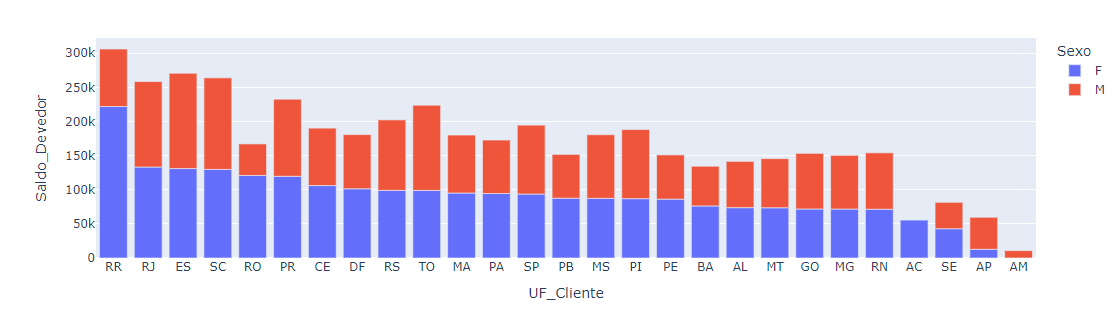 Saldo_Devedor
300k
250k
200k
150k
100k
50k
0
RR RJ ES SC RO PR CE DF RS TO MA PA SP PB MS PI PE BA AL MT GO MG RN AC SE AP AM
UF_Cliente
Sexo
F
M